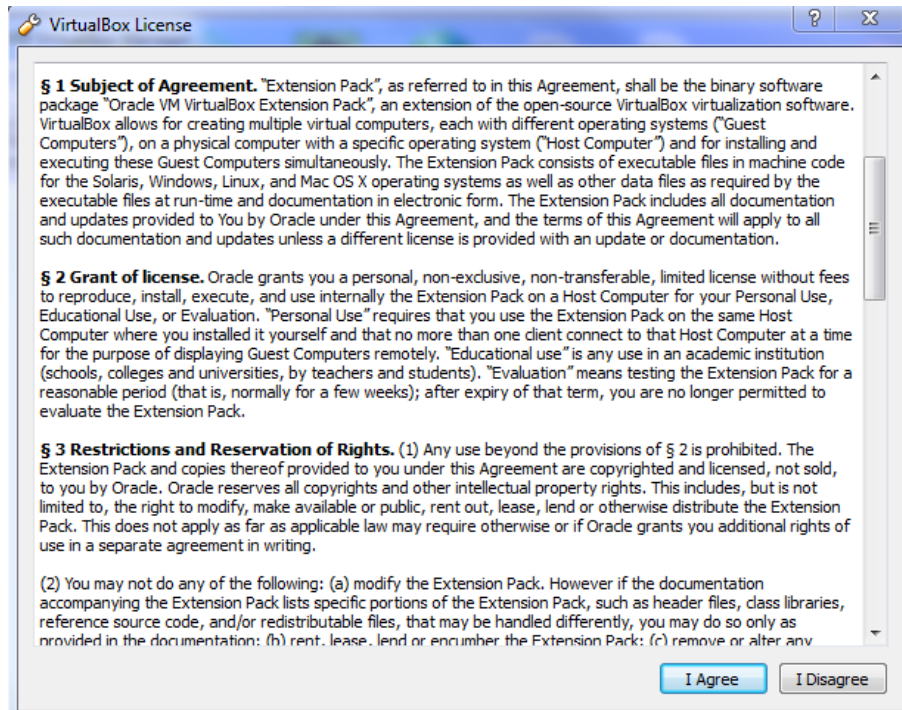 VirtualBox License
§ 1 Subject of Agreement. "Extension Pack", as referred to in this Agreement, shall be the binary software
package "Oracle VM VirtualBox Extension Pack", an extension of the open-source VirtualBox virtualization software.
VirtualBox allows for creating multiple virtual computers, each with different operating systems ("Guest
Computers"), on a physical computer with a specific operating system ("Host Computer") and for installing and
executing these Guest Computers simultaneously. The Extension Pack consists of executable files in machine code
for the Solaris, Windows, Linux, and Mac OS X operating systems as well as other data files as required by the
executable files at run-time and documentation in electronic form. The Extension Pack includes all documentation
and updates provided to You by Oracle under this Agreement, and the terms of this Agreement will apply to all
such documentation and updates unless a different license is provided with an update or documentation.
§ 2 Grant of license. Oracle grants you a personal, non-exclusive, non-transferable, limited license without fees
to reproduce, install, execute, and use internally the Extension Pack on a Host Computer for your Personal Use,
Educational Use, or Evaluation. "Personal Use" requires that you use the Extension Pack on the same Host
Computer where you installed it yourself and that no more than one client connect to that Host Computer at a time
for the purpose of displaying Guest Computers remotely. "Educational use" is any use in an academic institution
(schools, colleges and universities, by teachers and students). "Evaluation" means testing the Extension Pack for a
reasonable period (that is, normally for a few weeks); after expiry of that term, you are no longer permitted to
evaluate the Extension Pack.
§ 3 Restrictions and Reservation of Rights. (1) Any use beyond the provisions of § 2 is prohibited. The
Extension Pack and copies thereof provided to you under this Agreement are copyrighted and licensed, not sold,
to you by Oracle. Oracle reserves all copyrights and other intellectual property rights. This includes, but is not
limited to, the right to modify, make available or public, rent out, lease, lend or otherwise distribute the Extension
Pack. This does not apply as far as applicable law may require otherwise or if Oracle grants you additional rights of
use in a separate agreement in writing.
(2) You may not do any of the following: (a) modify the Extension Pack. However if the documentation
accompanying the Extension Pack lists specific portions of the Extension Pack, such as header files, class libraries,
reference source code, and/or redistributable files, that may be handled differently, you may do so only as
provided in the documentation; (b) rent, lease, lend or encumber the Extension Pack; (c) remove or alter any
I Agree
I Disagree